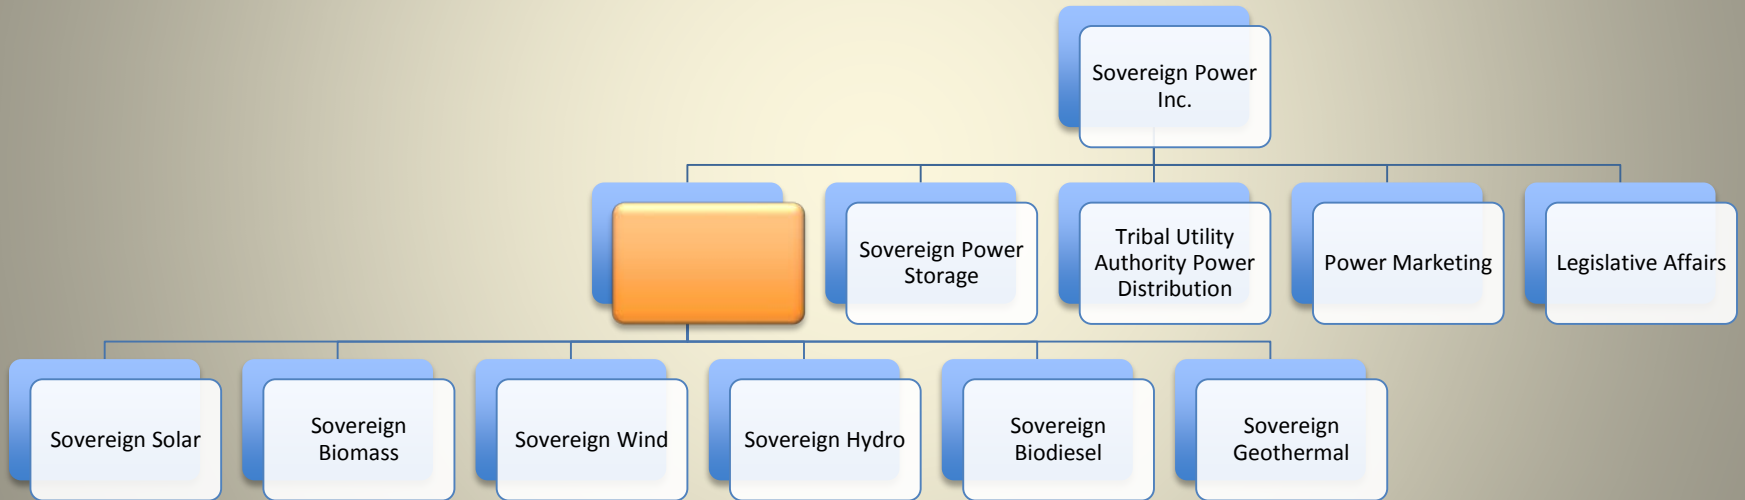 Sovereign Power
Inc.
Sovereign Power
Storage
Tribal Utility
Authority Power
Distribution
Power Marketing
Legislative Affairs
Sovereign Solar
Sovereign
Biomass
Sovereign Wind
Sovereign Hydro
Sovereign
Biodiesel
Sovereign
Geothermal